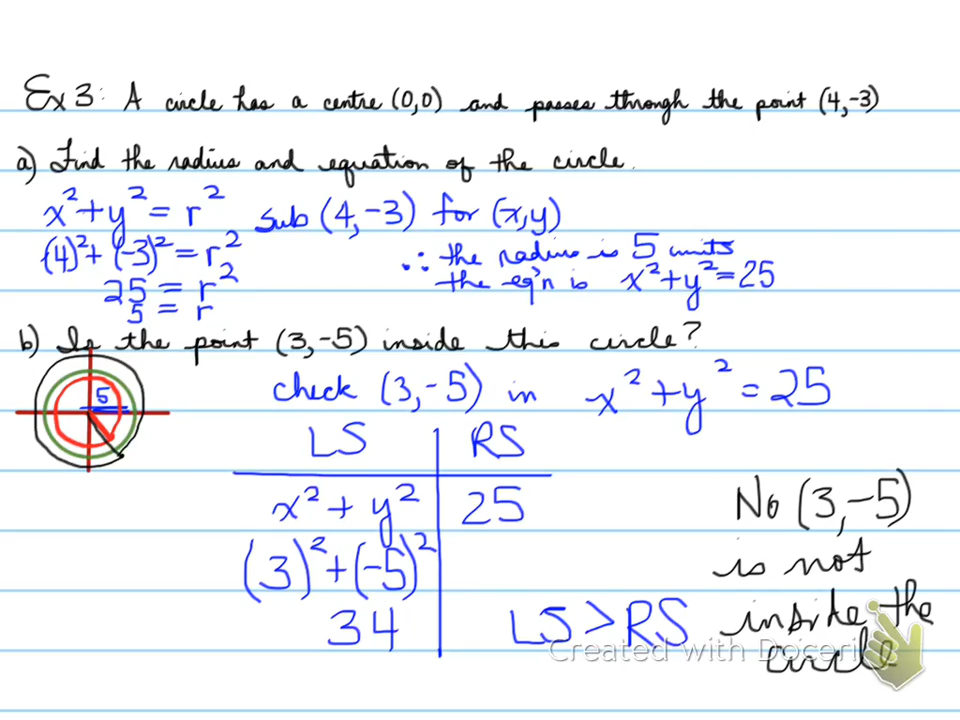 Ex 3: A circle has a centre (0,0) and passes through the point (4,-3)
a) Find the radius and equation of the circle.
x² + y² = r² Sub (4, -3) for (x,y)
(4)² + (-3)² = r² ∴ the radius is 5 units
25 = r² the eq'n is x² + y² = 25
5 = r
b) Is the point (3, -5) inside this circle?
5
check (3, -5) in x² + y² = 25
LS RS
x² + y² 25
(3)² + (-5)²
34 LS > RS
No (3, -5)
is not
inside the
circle
Created with Doceri